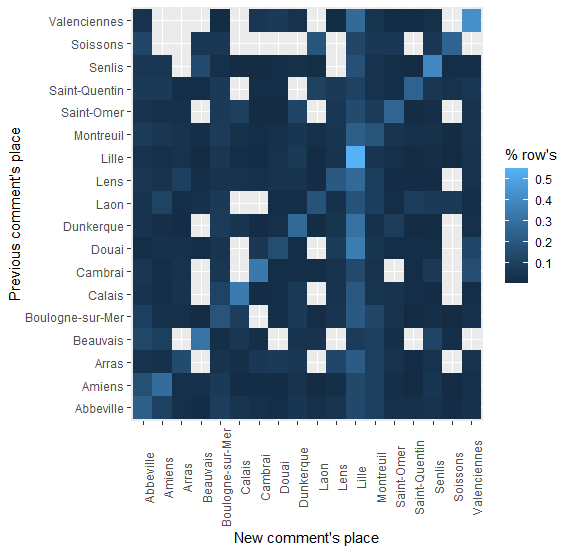 Previous comment's place
Valenciennes
Soissons
Senlis
Saint-Quentin
Saint-Omer
Montreuil
Lille
Lens
Laon
Dunkerque
Douai
Cambrai
Calais
Boulogne-sur-Mer
Beauvais
Arras
Amiens
Abbeville
% row's
0.5
0.4
0.3
0.2
0.1
Abbeville
Amiens
Arras
Beauvais
Boulogne-sur-Mer
Calais
Cambrai
Douai
Dunkerque
Laon
Lens
Lille
Montreuil
Saint-Omer
Saint-Quentin
Senlis
Soissons
Valenciennes
New comment's place